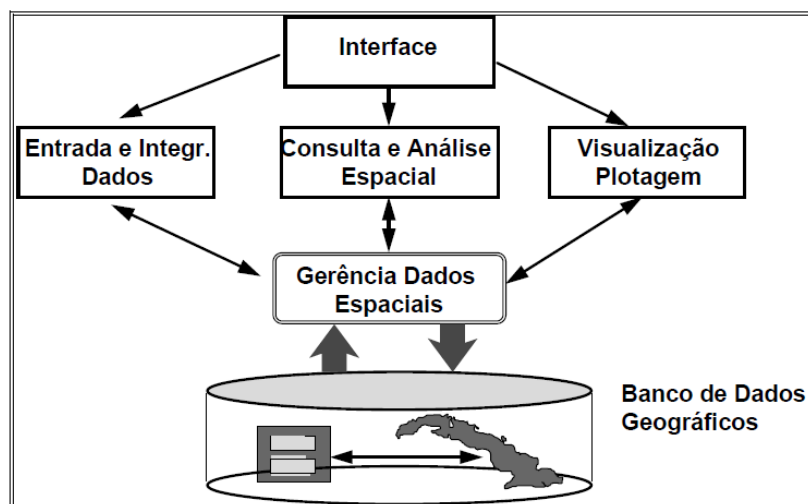 Interface
Entrada e Integr.
Dados
Consulta e Análise
Espacial
Visualização
Plotagem
Gerência Dados
Espaciais
Banco de Dados
Geográficos